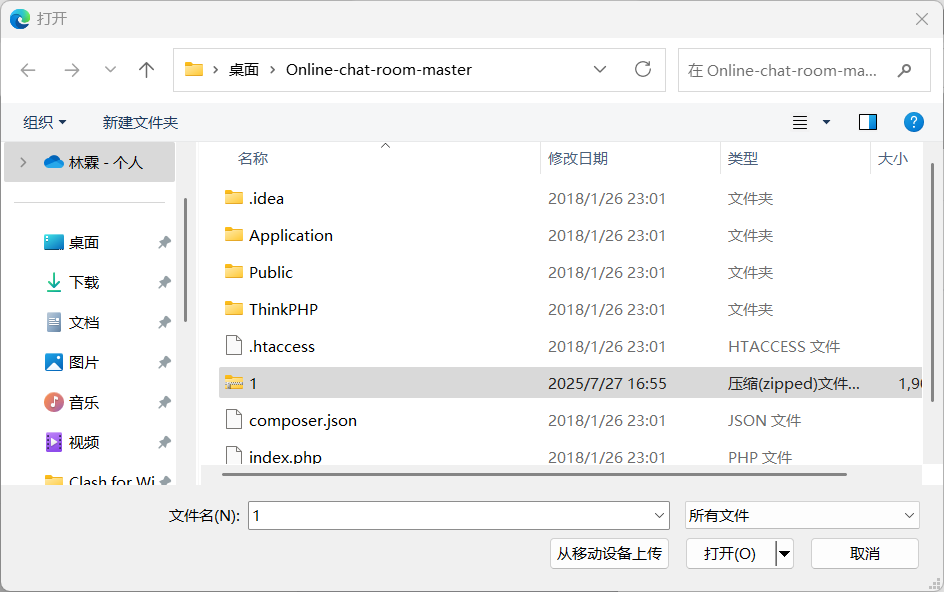 打开
桌面 Online-chat-room-master 在 Online-chat-room-ma...
组织 新建文件夹
林霖 - 个人
桌面
下载
文档
图片
音乐
视频
Clash for Wi
名称 修改日期 类型 大小
.idea 2018/1/26 23:01 文件夹
Application 2018/1/26 23:01 文件夹
Public 2018/1/26 23:01 文件夹
ThinkPHP 2018/1/26 23:01 文件夹
.htaccess 2018/1/26 23:01 HTACCESS 文件
1 2025/7/27 16:55 压缩(zipped)文件... 1,9
composer.json 2018/1/26 23:01 JSON 文件
index.php 2018/1/26 23:01 PHP 文件
文件名(N): 1 所有文件
从移动设备上传 打开(O) 取消